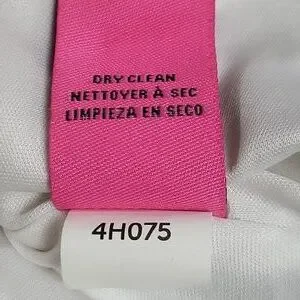 DRY CLEAN
NETTOYER À SEC
LIMPIEZA EN SECO
4H075